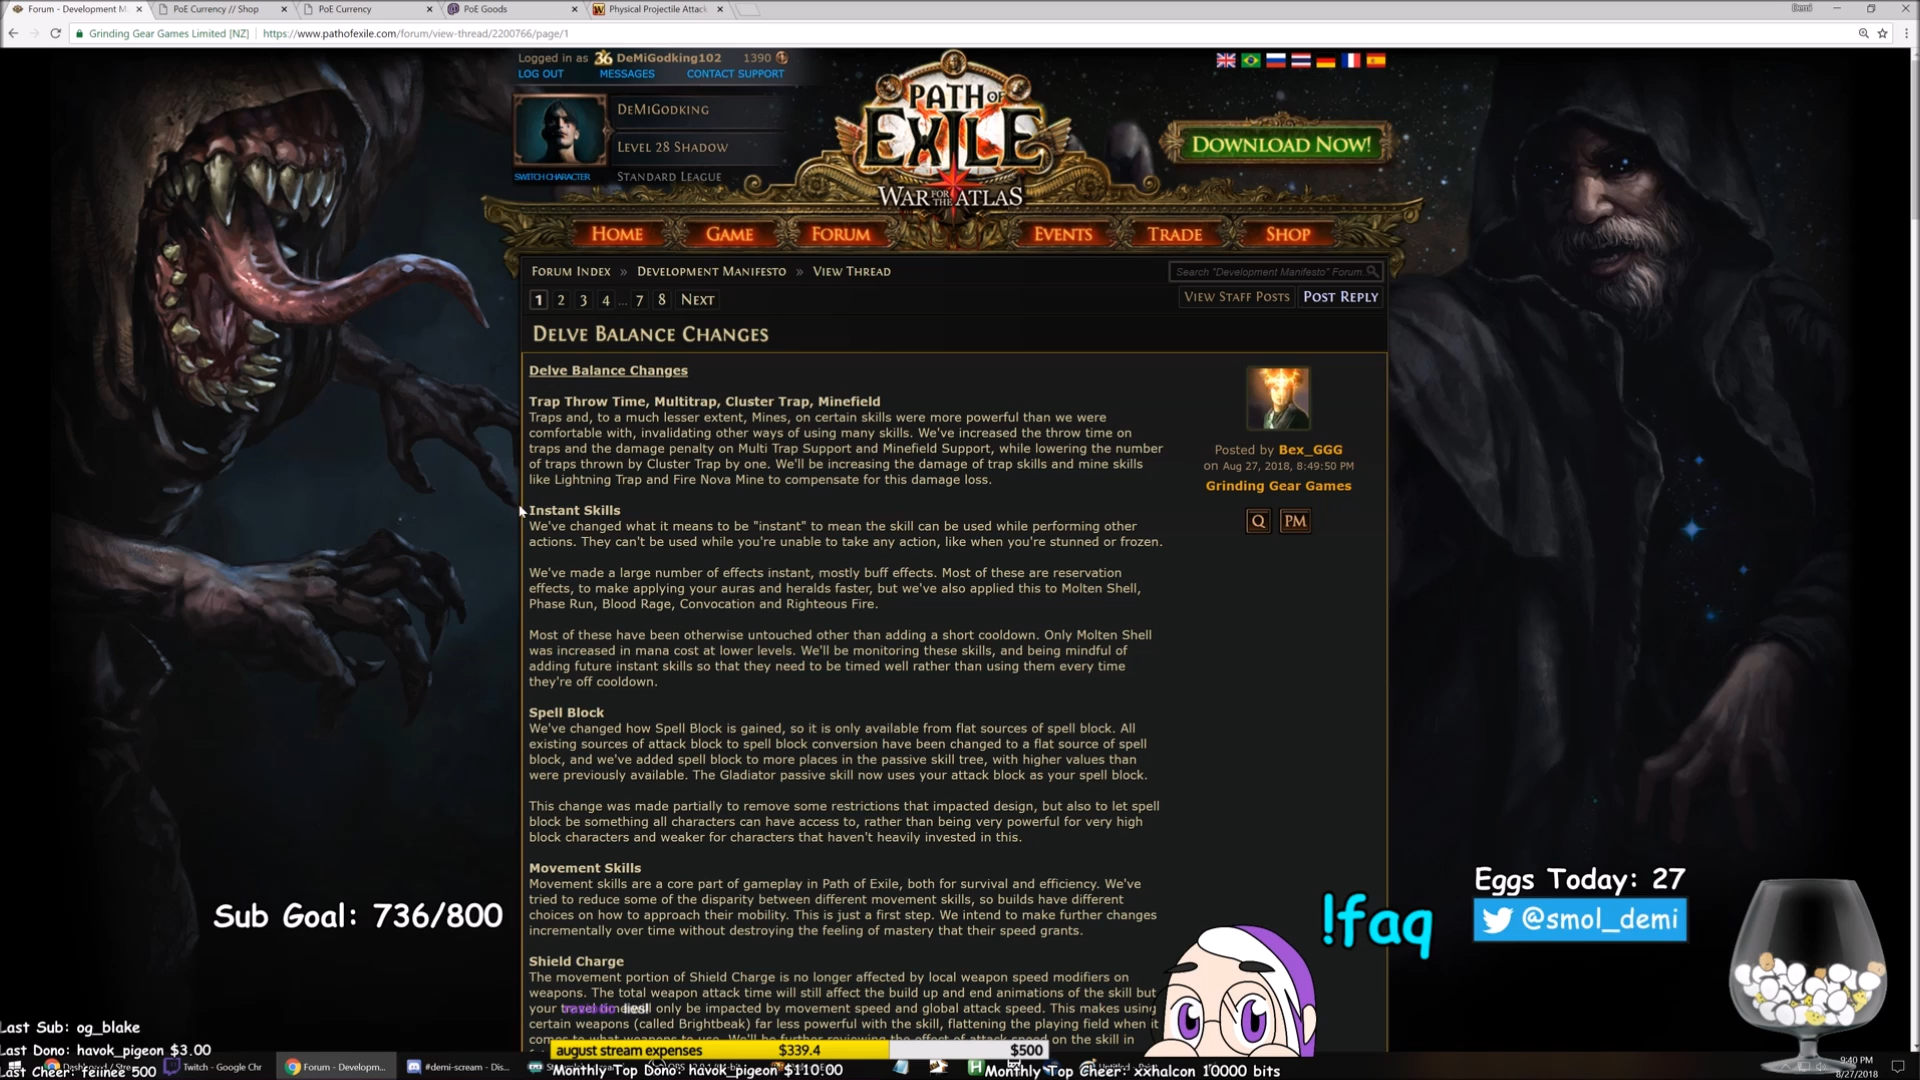 Forum - Development M
PoE Currency // Shop
PoE Currency
PoE Goods
Physical Projectile Attack
Demi
Grinding Gear Games Limited [NZ]
https://www.pathofexile.com/forum/view-thread/2200766/page/1
Logged in as 36 DeMiGodking102 1390
LOG OUT MESSAGES CONTACT SUPPORT
DeMiGodking
Level 28 Shadow
SWITCH CHARACTER
Standard League
PATH OF EXILE
WAR FOR THE ATLAS
Download Now!
Home Game Forum Events Trade Shop
Forum Index » Development Manifesto » View Thread
Search "Development Manifesto" Forum
1 2 3 4 ... 7 8 Next
View Staff Posts Post Reply
Delve Balance Changes
Delve Balance Changes
Trap Throw Time, Multitrap, Cluster Trap, Minefield
Traps and, to a much lesser extent, Mines, on certain skills were more powerful than we were
comfortable with, invalidating other ways of using many skills. We've increased the throw time on
traps and the damage penalty on Multi Trap Support and Minefield Support, while lowering the number
of traps thrown by Cluster Trap by one. We'll be increasing the damage of trap skills and mine skills
like Lightning Trap and Fire Nova Mine to compensate for this damage loss.
Instant Skills
We've changed what it means to be "instant" to mean the skill can be used while performing other
actions. They can't be used while you're unable to take any action, like when you're stunned or frozen.
We've made a large number of effects instant, mostly buff effects. Most of these are reservation
effects, to make applying your auras and heralds faster, but we've also applied this to Molten Shell,
Phase Run, Blood Rage, Convocation and Righteous Fire.
Most of these have been otherwise untouched other than adding a short cooldown. Only Molten Shell
was increased in mana cost at lower levels. We'll be monitoring these skills, and being mindful of
adding future instant skills so that they need to be timed well rather than using them every time
they're off cooldown.
Spell Block
We've changed how Spell Block is gained, so it is only available from flat sources of spell block. All
existing sources of attack block to spell block conversion have been changed to a flat source of spell
block, and we've added spell block to more places in the passive skill tree, with higher values than
were previously available. The Gladiator passive skill now uses your attack block as your spell block.
This change was made partially to remove some restrictions that impacted design, but also to let spell
block be something all characters can have access to, rather than being very powerful for very high
block characters and weaker for characters that haven't heavily invested in this.
Movement Skills
Movement skills are a core part of gameplay in Path of Exile, both for survival and efficiency. We've
tried to reduce some of the disparity between different movement skills, so builds have different
choices on how to approach their mobility. This is just a first step. We intend to make further changes
incrementally over time without destroying the feeling of mastery that their speed grants.
Shield Charge
The movement portion of Shield Charge is no longer affected by local weapon speed modifiers on
weapons. The total weapon attack time will still affect the build up and end animations of the skill but
your only be impacted by movement speed and global attack speed. This makes using
certain weapons (called Brightbeak) far less powerful with the skill, flattening the playing field when it
on the skill in
Posted by Bex_GGG
on Aug 27, 2018, 8:49:50 PM
Grinding Gear Games
Q PM
Sub Goal: 736/800
Eggs Today: 27
@smol_demi
!faq
lies!
Last Sub: og_blake
Last Dono: havok_pigeon $3.00
Last Cheer: feiinee 500
august stream expenses $339.4 $500
Monthly Top Dono: havok_pigeon $110.00
Monthly Top Cheer: xxhalcon 10000 bits
Twitch - Google Chr
Forum - Developm...
#demi-scream - Dis...
9:40 PM
8/27/2018